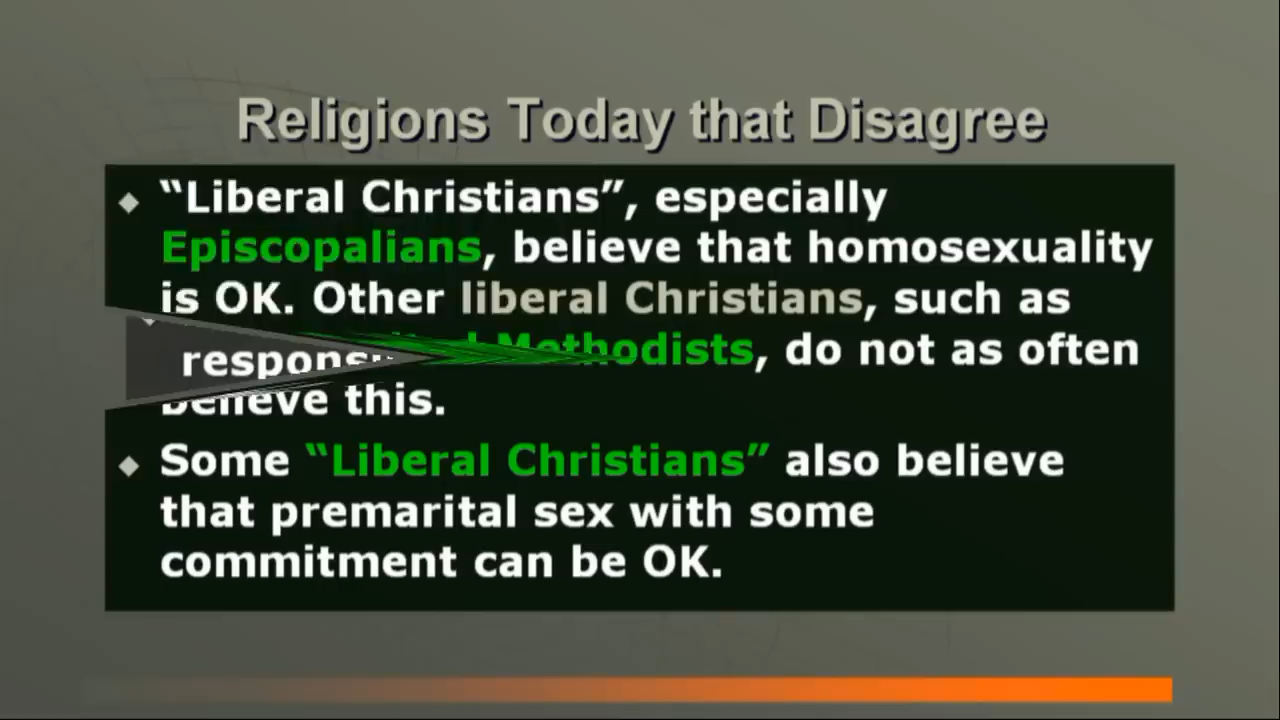 Religions Today that Disagree
“Liberal Christians”, especially
Episcopalians, believe that homosexuality
is OK. Other liberal Christians, such as
Methodists, do not as often
believe this.
Some “Liberal Christians” also believe
that premarital sex with some
commitment can be OK.